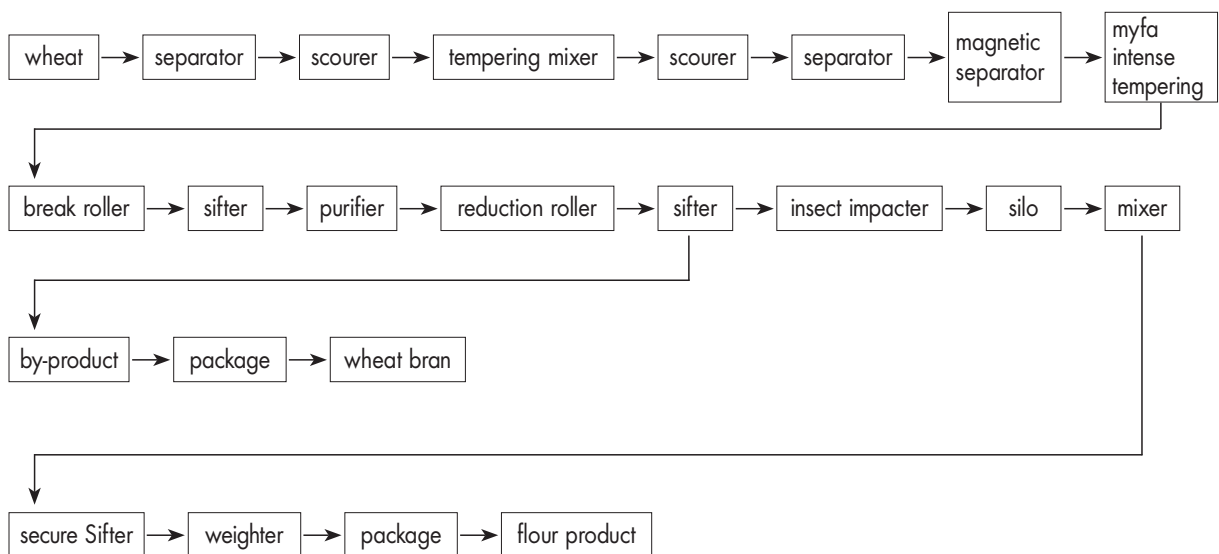 wheat
separator
scourer
tempering mixer
scourer
separator
magnetic
separator
myfa
intense
tempering
break roller
sifter
purifier
reduction roller
sifter
insect impacter
silo
mixer
by-product
package
wheat bran
secure Sifter
weighter
package
flour product